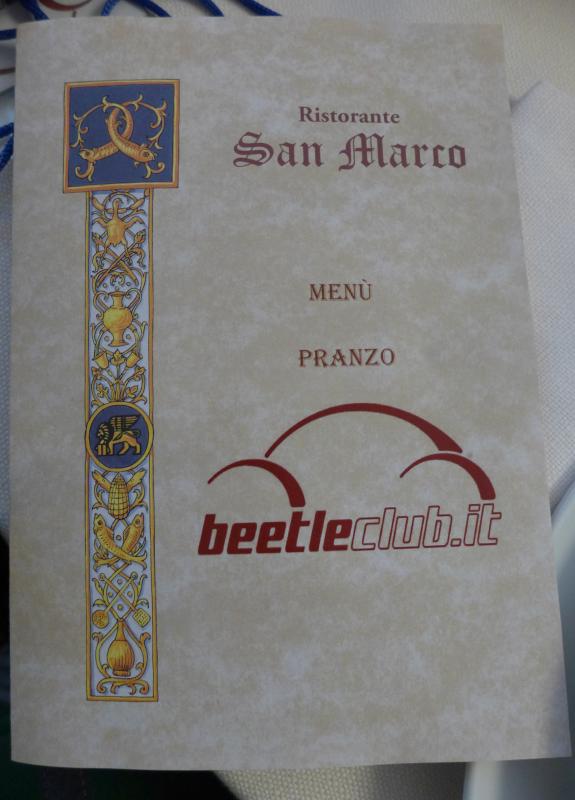 Ristorante
San Marco
MENÙ
PRANZO
beetleclub.it